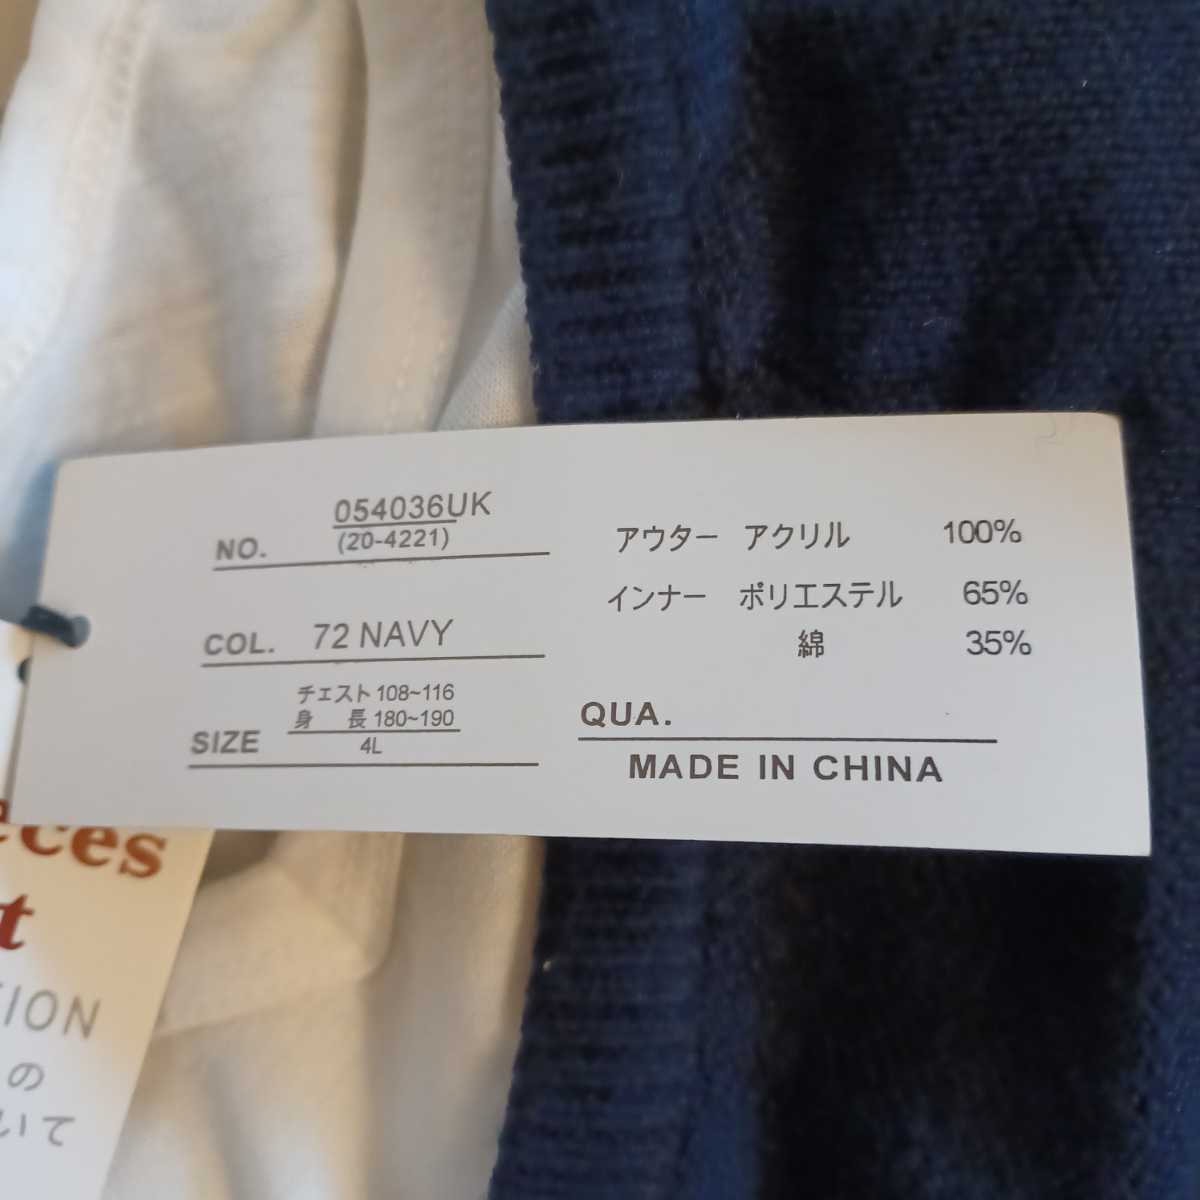 054036UK
NO. (20-4221)
COL. 72 NAVY
チェスト 108~116
身 長 180~190
SIZE 4L
アウター アクリル 100%
インナー ポリエステル 65%
綿 35%
QUA.
MADE IN CHINA
の
いて